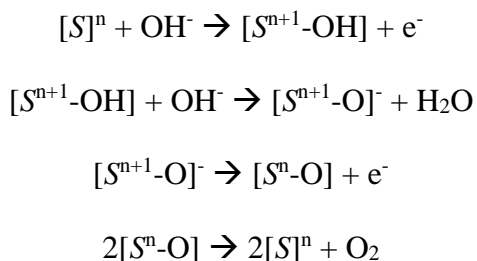 [S]ⁿ + OH⁻ → [Sⁿ⁺¹-OH] + e⁻
[Sⁿ⁺¹-OH] + OH⁻ → [Sⁿ⁺¹-O]⁻ + H₂O
[Sⁿ⁺¹-O]⁻ → [Sⁿ-O] + e⁻
2[Sⁿ-O] → 2[S]ⁿ + O₂